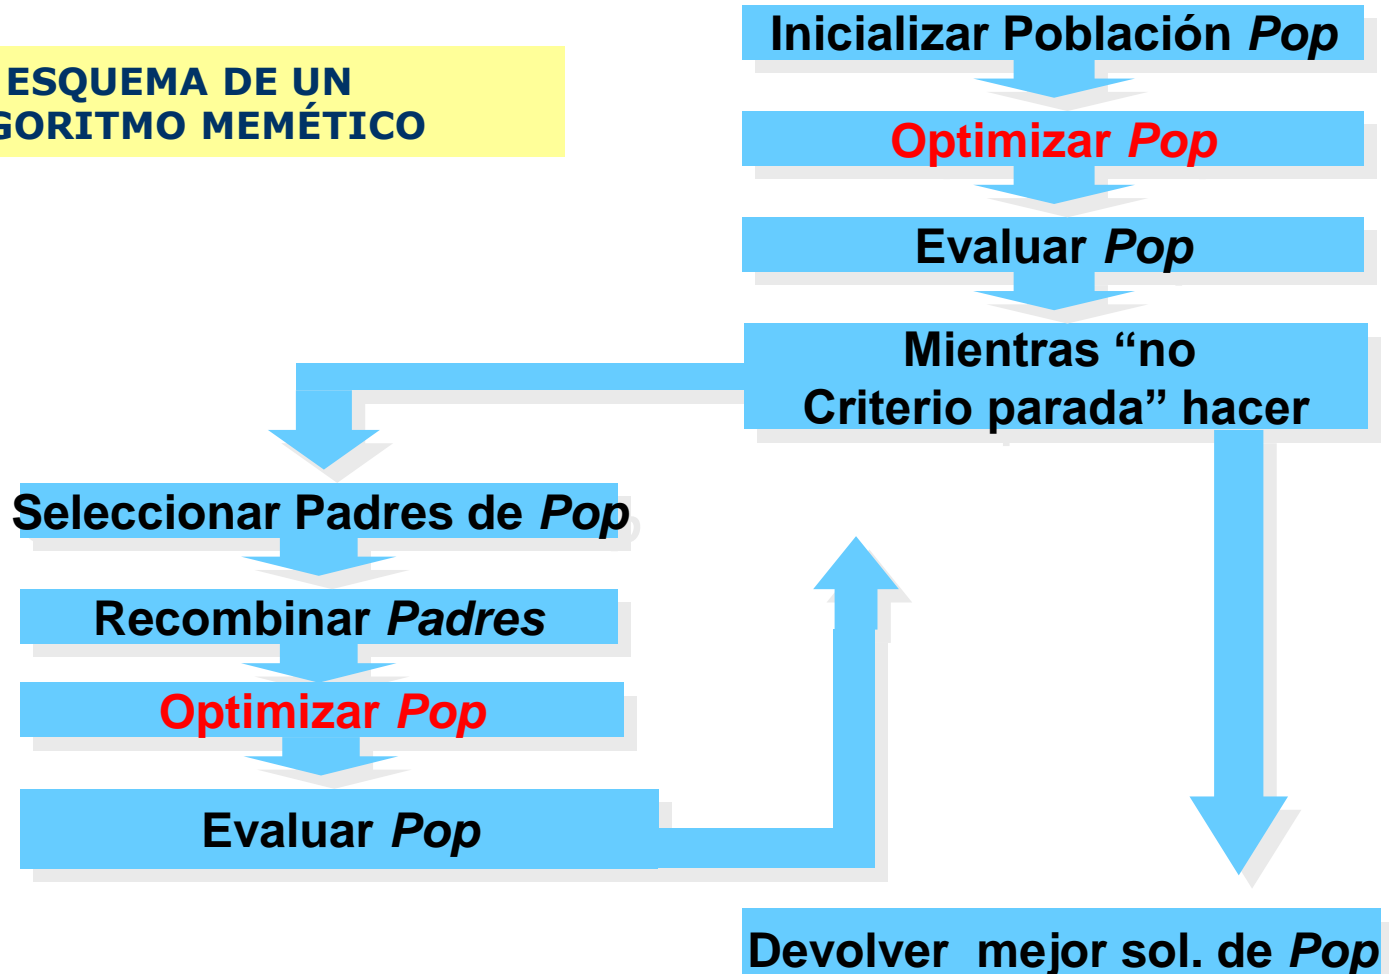 ESQUEMA DE UN
GORITMO MEMÉTICO
Inicializar Población Pop
Optimizar Pop
Evaluar Pop
Mientras “no
Criterio parada” hacer
Seleccionar Padres de Pop
Recombinar Padres
Optimizar Pop
Evaluar Pop
Devolver mejor sol. de Pop